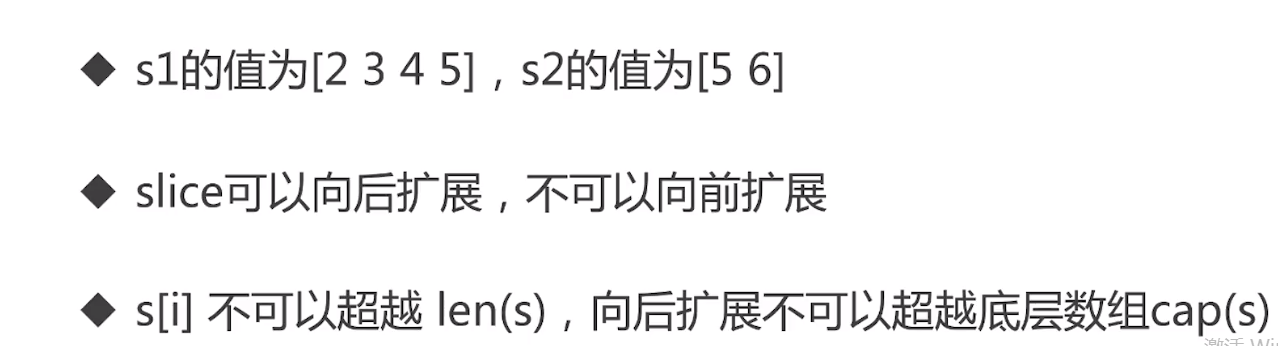 ◆ s1的值为[2 3 4 5]，s2的值为[5 6]
◆ slice可以向后扩展，不可以向前扩展
◆ s[i] 不可以超越 len(s)，向后扩展不可以超越底层数组cap(s)